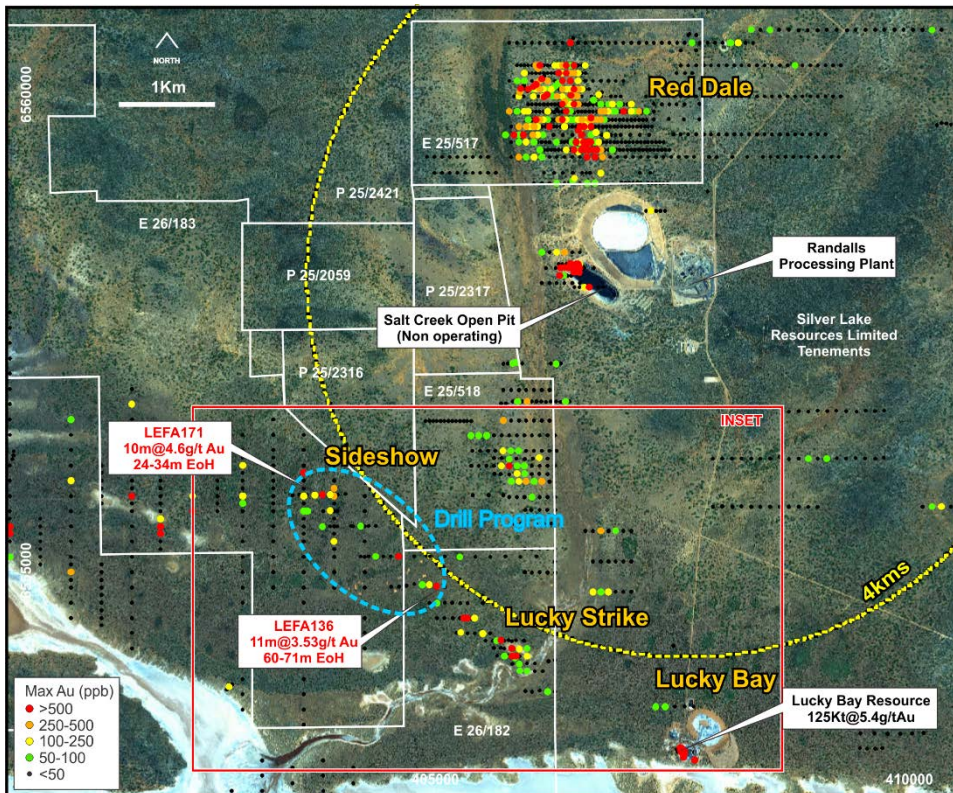 NORTH
1Km
6560000
Red Dale
E 25/517
P 25/2421
E 26/183
P 25/2059
P 25/2317
Randalls
Processing Plant
Salt Creek Open Pit
(Non operating)
Silver Lake
Resources Limited
Tenements
P 25/2316
E 25/518
INSET
LEFA171
10m@4.6g/t Au
24-34m EoH
Sideshow
Drill Program
4kms
LEFA136
11m@3.53g/t Au
60-71m EoH
Lucky Strike
Lucky Bay
Lucky Bay Resource
125Kt@5.4g/tAu
E 26/182
Max Au (ppb)
>500
250-500
100-250
50-100
<50
405000
410000